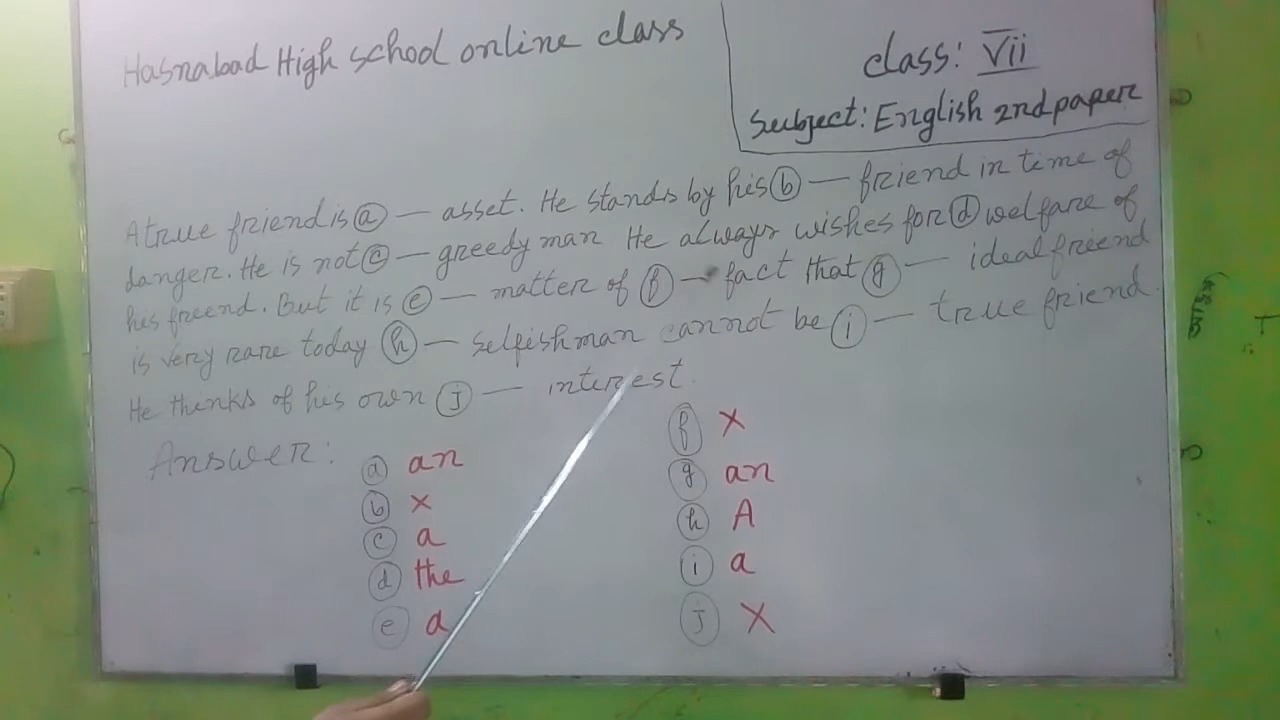 Hasnabad High school online class
class: Vii
Subject: English 2nd paper
A true friend is ⓐ — asset. He stands by his ⓑ — friend in time of
danger. He is not ⓒ — greedy man He always wishes for ⓓ welfare of
his freend. But it is ⓔ — matter of ⓕ — fact that ⓖ — ideal friend
is very rare today ⓗ — selfish man cannot be ⓘ — true friend.
He thinks of his own ⓙ — interest.
Answer:
ⓐ an
ⓑ x
ⓒ a
ⓓ the
ⓔ a
ⓕ X
ⓖ an
ⓗ A
ⓘ a
ⓙ X